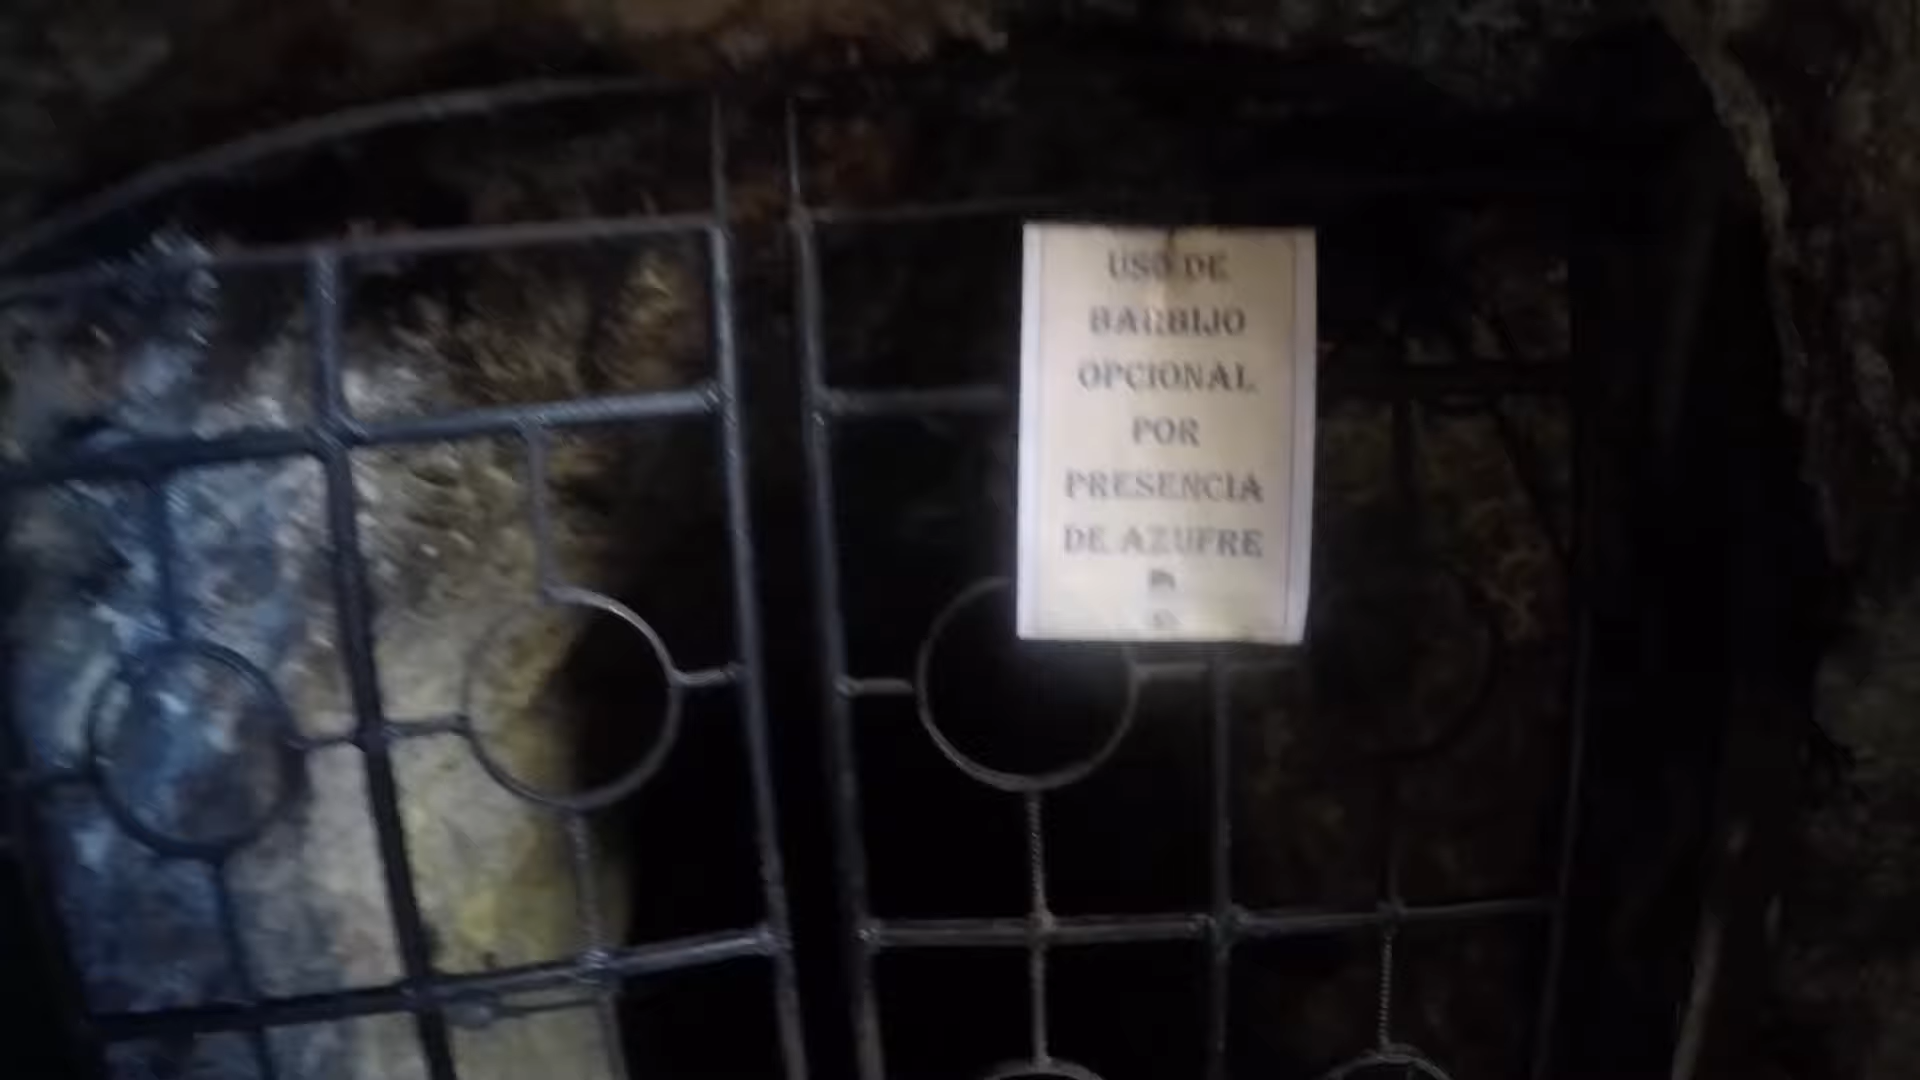 USO DE
BARBIJO
OPCIONAL
POR
PRESENCIA
DE AZUFRE